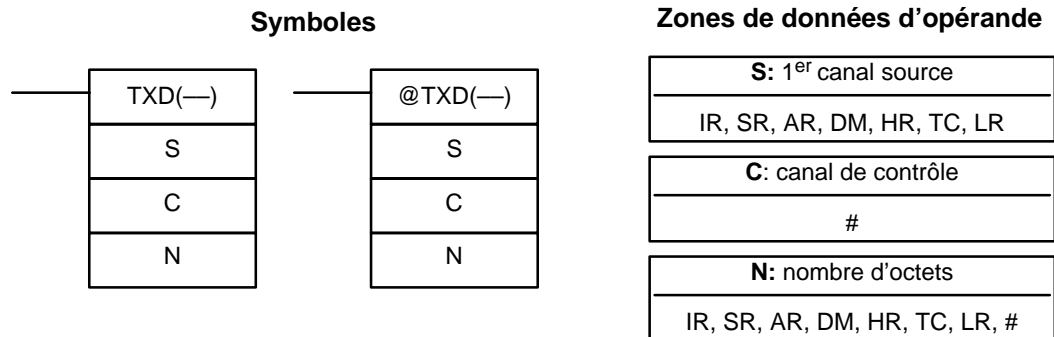 Symboles
TXD(—)
S
C
N
@TXD(—)
S
C
N
Zones de données d'opérande
S: 1er canal source
IR, SR, AR, DM, HR, TC, LR
C: canal de contrôle
#
N: nombre d'octets
IR, SR, AR, DM, HR, TC, LR, #